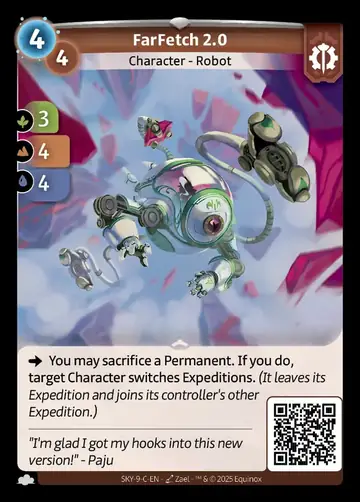 4
FarFetch 2.0
4
Character - Robot
3
4
4
You may sacrifice a Permanent. If you do,
target Character switches Expeditions. (It leaves its
Expedition and joins its controller's other
Expedition.)
"I'm glad I got my hooks into this new
version!" - Paju
SKY-9-C-EN - Zael - ™ & © 2025 Equinox